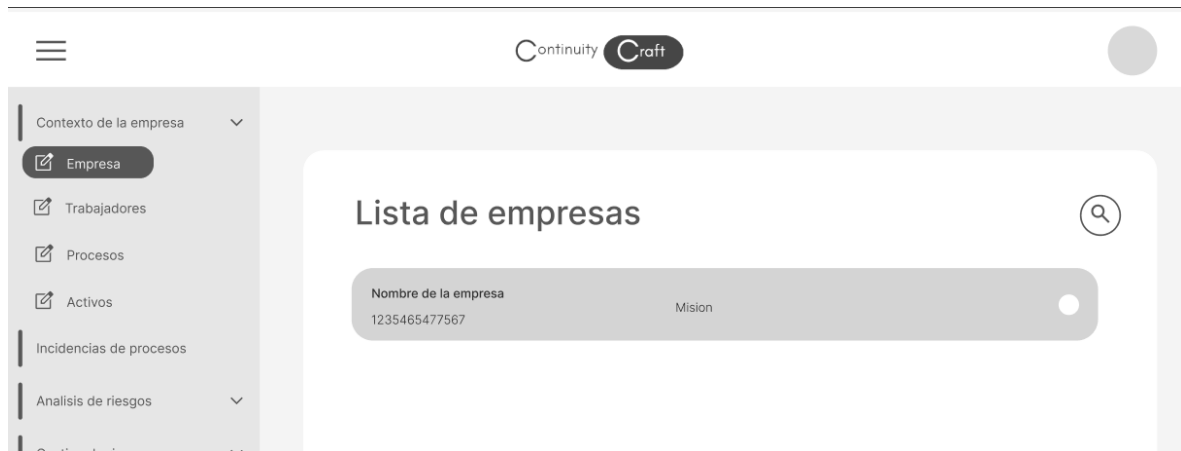 Continuity Craft
Contexto de la empresa
Empresa
Trabajadores
Procesos
Activos
Incidencias de procesos
Analisis de riesgos
Lista de empresas
Nombre de la empresa
1235465477567
Mision